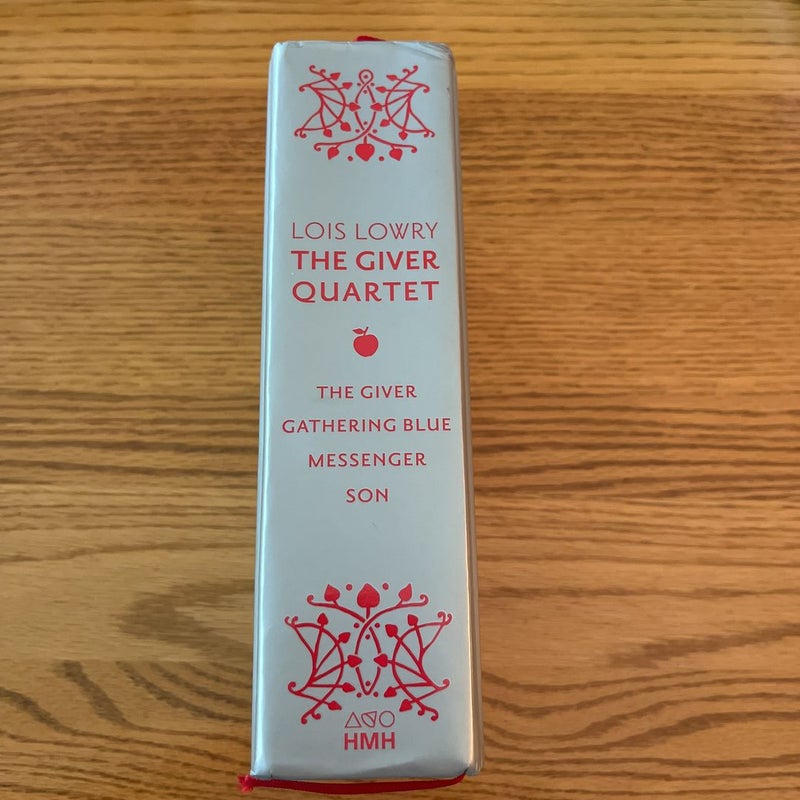 LOIS LOWRY
THE GIVER
QUARTET
THE GIVER
GATHERING BLUE
MESSENGER
SON
HMH